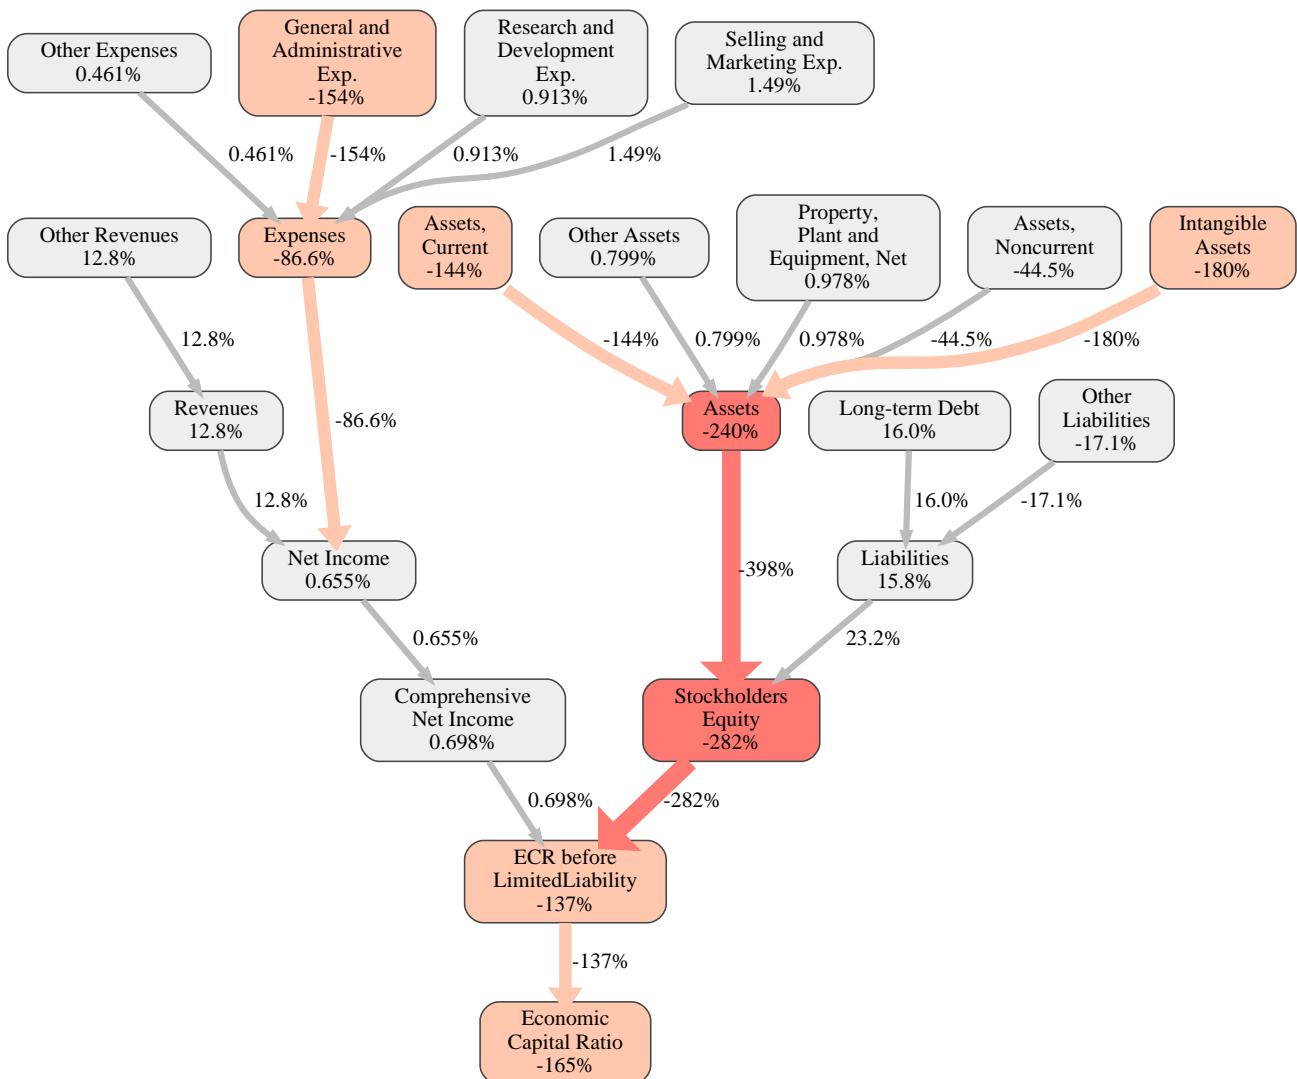 Other Expenses
0.461%
General and
Administrative
Exp.
-154%
Research and
Development
Exp.
0.913%
Selling and
Marketing Exp.
1.49%
0.461%
-154%
0.913%
1.49%
Other Revenues
12.8%
Expenses
-86.6%
Assets,
Current
-144%
Other Assets
0.799%
Property,
Plant and
Equipment, Net
0.978%
Assets,
Noncurrent
-44.5%
Intangible
Assets
-180%
12.8%
-144%
0.799%
0.978%
-44.5%
-180%
Revenues
12.8%
-86.6%
Assets
-240%
Long-term Debt
16.0%
Other
Liabilities
-17.1%
12.8%
16.0%
-17.1%
Net Income
0.655%
-398%
Liabilities
15.8%
0.655%
23.2%
Comprehensive
Net Income
0.698%
Stockholders
Equity
-282%
0.698%
-282%
ECR before
LimitedLiability
-137%
-137%
Economic
Capital Ratio
-165%